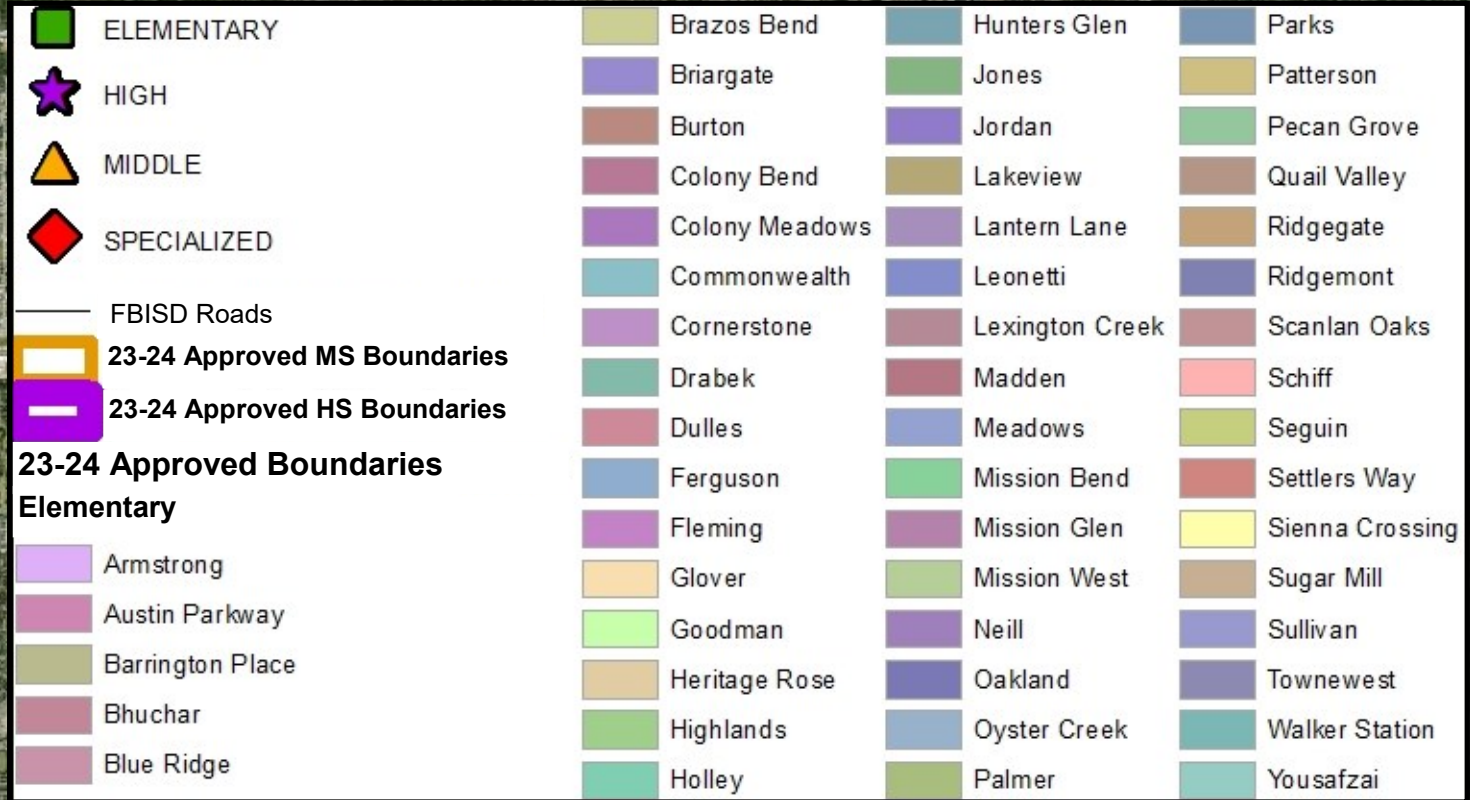 ELEMENTARY
HIGH
MIDDLE
SPECIALIZED
FBISD Roads
23-24 Approved MS Boundaries
23-24 Approved HS Boundaries
23-24 Approved Boundaries
Elementary
Armstrong
Austin Parkway
Barrington Place
Bhuchar
Blue Ridge
Brazos Bend
Briargate
Burton
Colony Bend
Colony Meadows
Commonwealth
Cornerstone
Drabek
Dulles
Ferguson
Fleming
Glover
Goodman
Heritage Rose
Highlands
Holley
Hunters Glen
Jones
Jordan
Lakeview
Lantern Lane
Leonetti
Lexington Creek
Madden
Meadows
Mission Bend
Mission Glen
Mission West
Neill
Oakland
Oyster Creek
Palmer
Parks
Patterson
Pecan Grove
Quail Valley
Ridgegate
Ridgemont
Scanlan Oaks
Schiff
Seguin
Settlers Way
Sienna Crossing
Sugar Mill
Sullivan
Townewest
Walker Station
Yousafzai